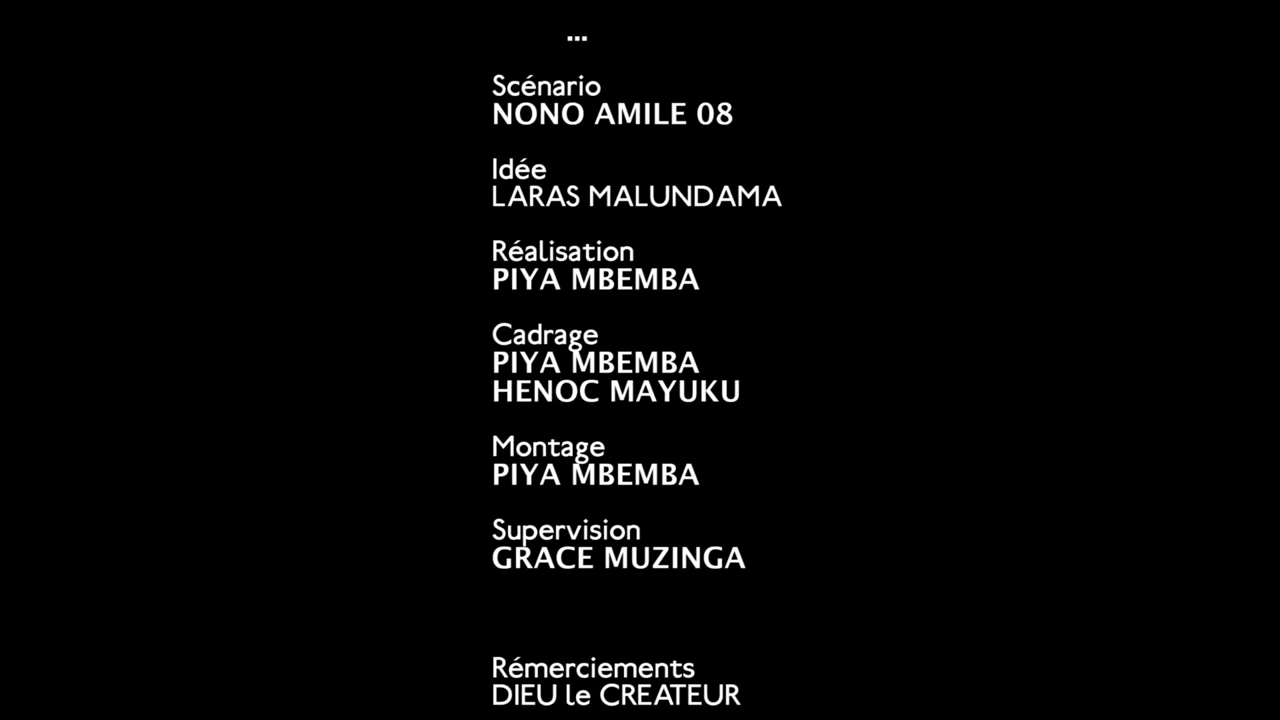 ...
Scénario
NONO AMILE 08
Idée
LARAS MALUNDAMA
Réalisation
PIYA MBEMBA
Cadrage
PIYA MBEMBA
HENOC MAYUKU
Montage
PIYA MBEMBA
Supervision
GRACE MUZINGA
Rémerciements
DIEU le CREATEUR